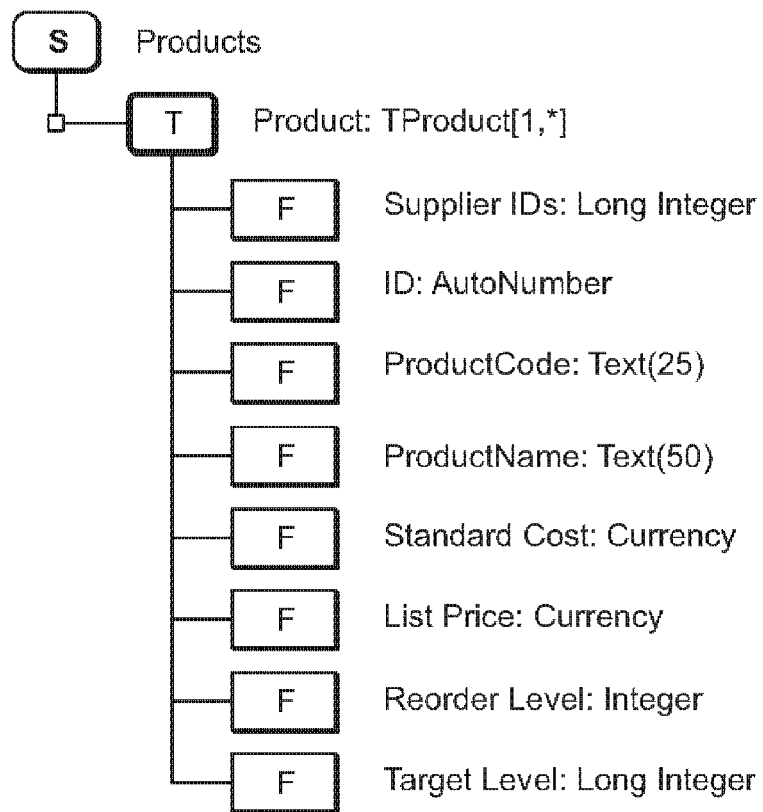 S Products
T Product: TProduct[1,*]
F Supplier IDs: Long Integer
F ID: AutoNumber
F ProductCode: Text(25)
F ProductName: Text(50)
F Standard Cost: Currency
F List Price: Currency
F Reorder Level: Integer
F Target Level: Long Integer